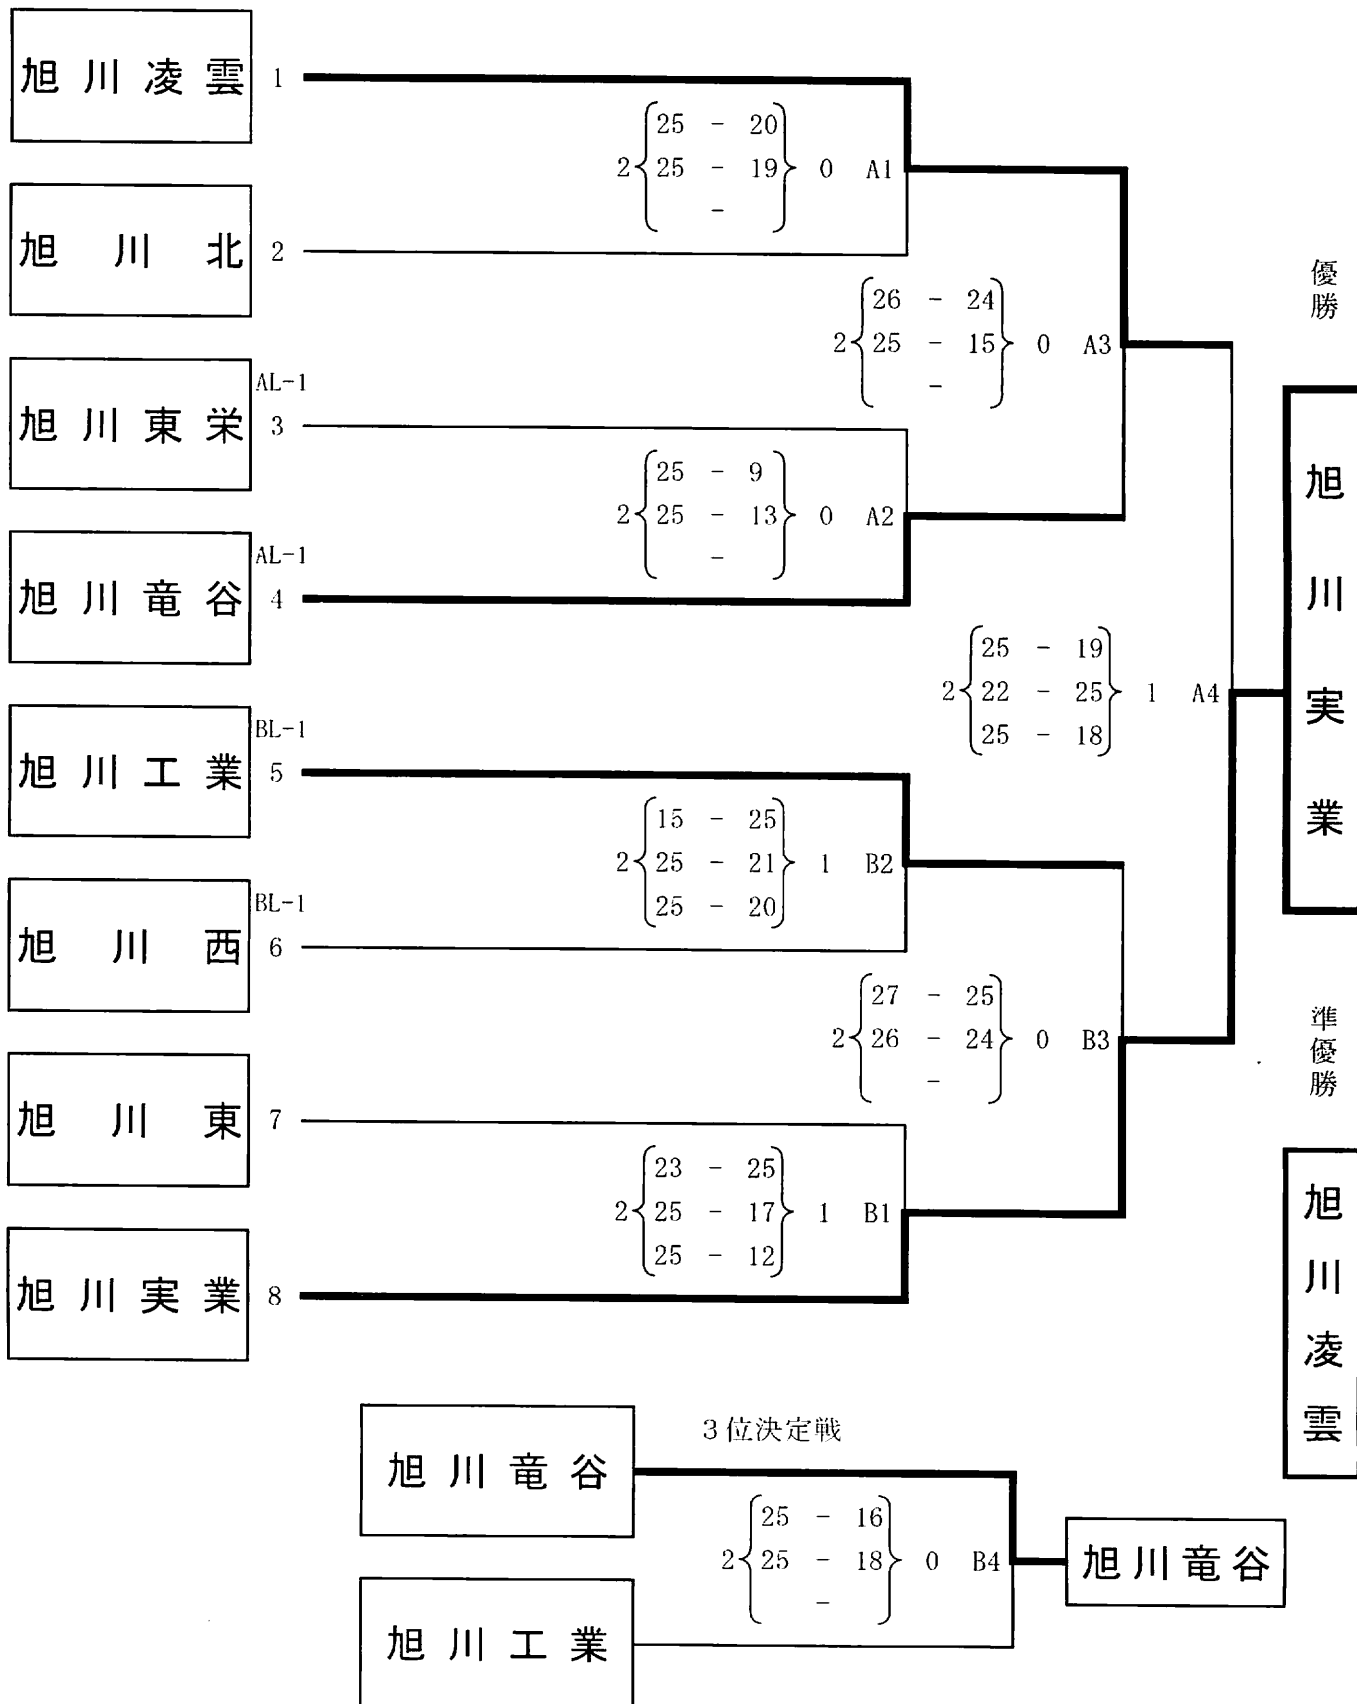 旭川凌雲 1
25 - 20
2 25 - 19 0 A1
-
旭川北 2
26 - 24
2 25 - 15 0 A3
-
優勝
旭川実業
AL-1
旭川東栄 3
25 - 9
2 25 - 13 0 A2
-
AL-1
旭川竜谷 4
25 - 19
2 22 - 25 1 A4
25 - 18
BL-1
旭川工業 5
15 - 25
2 25 - 21 1 B2
25 - 20
BL-1
旭川西 6
27 - 25
2 26 - 24 0 B3
-
準優勝
旭川凌雲
旭川東 7
23 - 25
2 25 - 17 1 B1
25 - 12
旭川実業 8
3位決定戦
旭川竜谷
25 - 16
2 25 - 18 0 B4
-
旭川竜谷
旭川工業